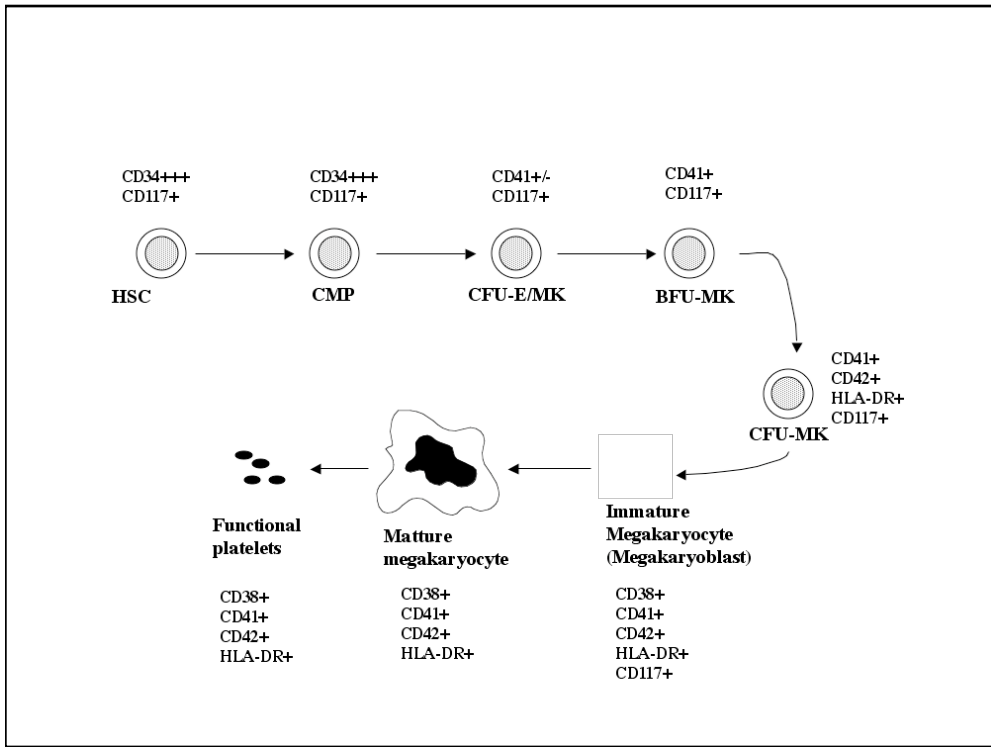 CD34+++
CD117+
HSC
CD34+++
CD117+
CMP
CD41+/-
CD117+
CFU-E/MK
CD41+
CD117+
BFU-MK
CD41+
CD42+
HLA-DR+
CD117+
CFU-MK
Immature
Megakaryocyte
(Megakaryoblast)
CD38+
CD41+
CD42+
HLA-DR+
CD117+
Matture
megakaryocyte
CD38+
CD41+
CD42+
HLA-DR+
Functional
platelets
CD38+
CD41+
CD42+
HLA-DR+